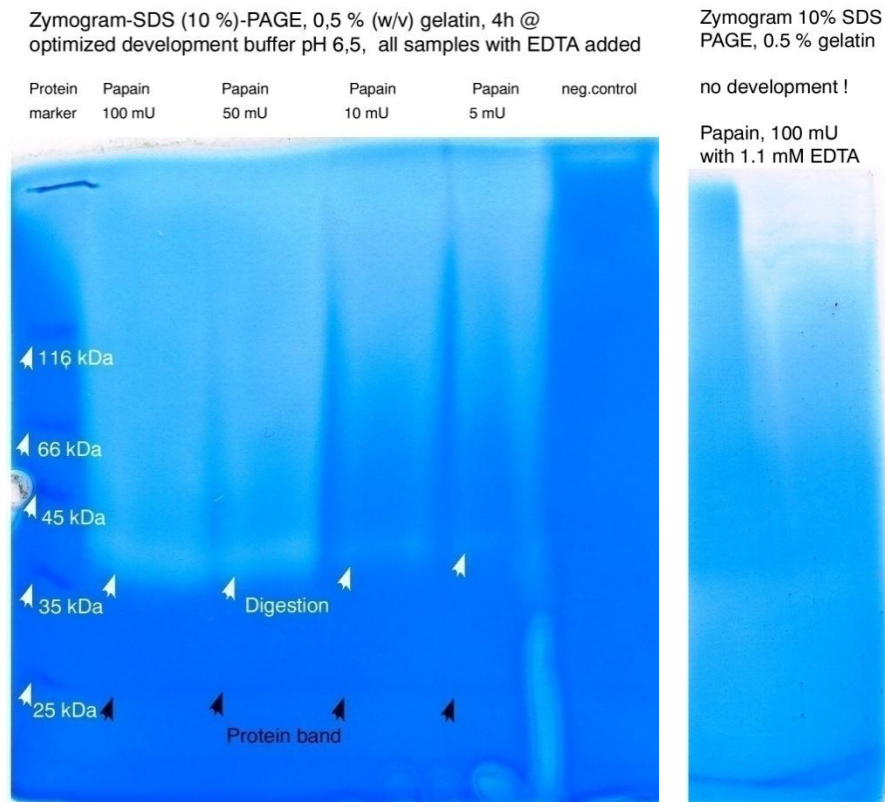 Zymogram-SDS (10 %)-PAGE, 0,5 % (w/v) gelatin, 4h @
optimized development buffer pH 6,5,  all samples with EDTA added
Protein
marker
Papain
100 mU
Papain
50 mU
Papain
10 mU
Papain
5 mU
neg.control
116 kDa
66 kDa
45 kDa
35 kDa
Digestion
25 kDa
Protein band
Zymogram 10% SDS
PAGE, 0.5 % gelatin
no development !
Papain, 100 mU
with 1.1 mM EDTA